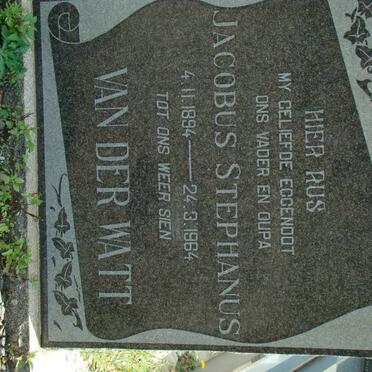 HIER RUS
MY GELIEFDE EGGENOOT
ONS VADER EN OUPA
JACOBUS STEPHANUS
4.11.1894 — 24.3.1964
TOT ONS WEER SIEN
VAN DER WATT